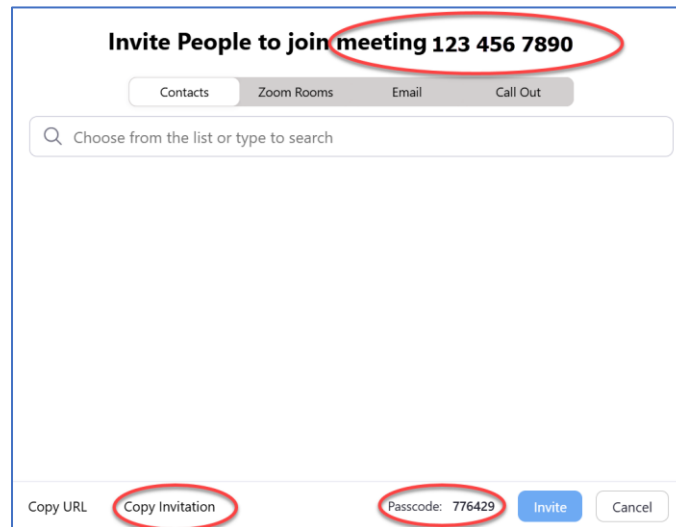 Invite People to join meeting 123 456 7890
Contacts Zoom Rooms Email Call Out
Choose from the list or type to search
Copy URL Copy Invitation Passcode: 776429 Invite Cancel